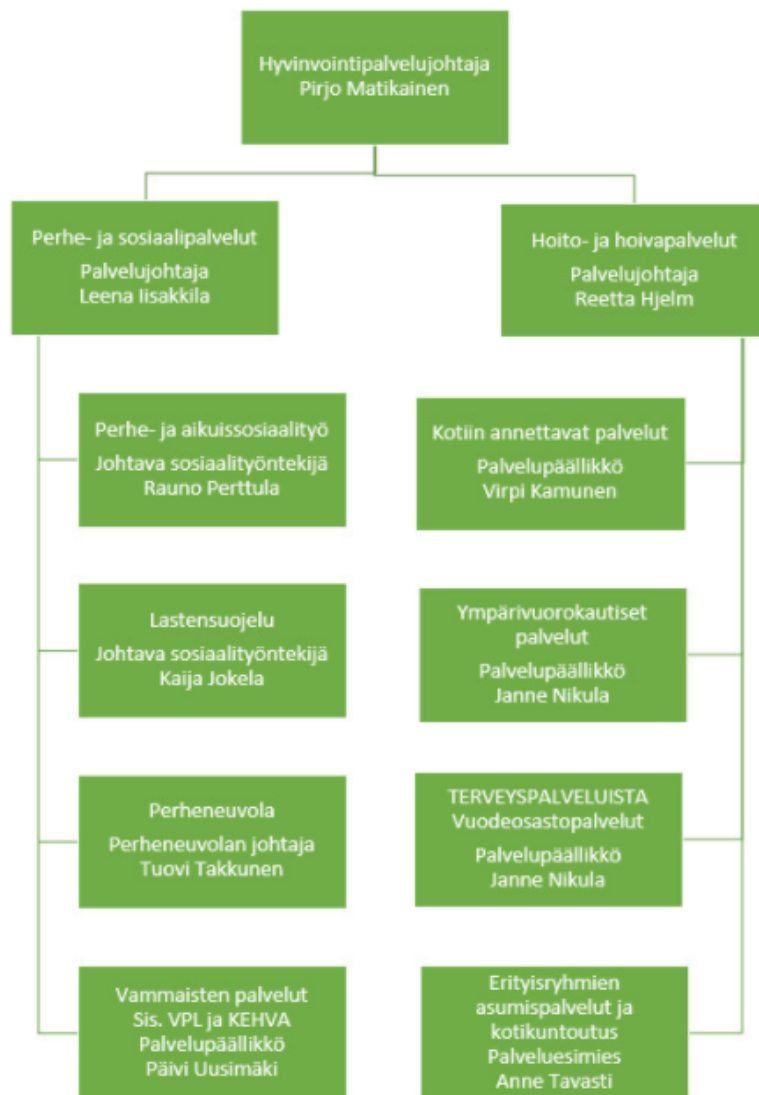 Hyvinvointipalvelujohtaja
Pirjo Matikainen
Perhe- ja sosiaalipalvelut
Palvelujohtaja
Leena Iisakkila
Hoito- ja hoivapalvelut
Palvelujohtaja
Reetta Hjelm
Perhe- ja aikuissosiaalityö
Johtava sosiaalityöntekijä
Rauno Perttula
Kotiin annettavat palvelut
Palvelupäällikkö
Virpi Kamunen
Lastensuojelu
Johtava sosiaalityöntekijä
Kaija Jokela
Ympärivuorokautiset
palvelut
Palvelupäällikkö
Janne Nikula
Perheneuvola
Perheneuvolan johtaja
Tuovi Takkunen
TERVEYSPALVELUISTA
Vuodeosastopalvelut
Palvelupäällikkö
Janne Nikula
Vammaisten palvelut
Sis. VPL ja KEHVA
Palvelupäällikkö
Päivi Uusimäki
Erityisryhmien
asumispalvelut ja
kotikuntoutus
Palveluesimies
Anne Tavasti